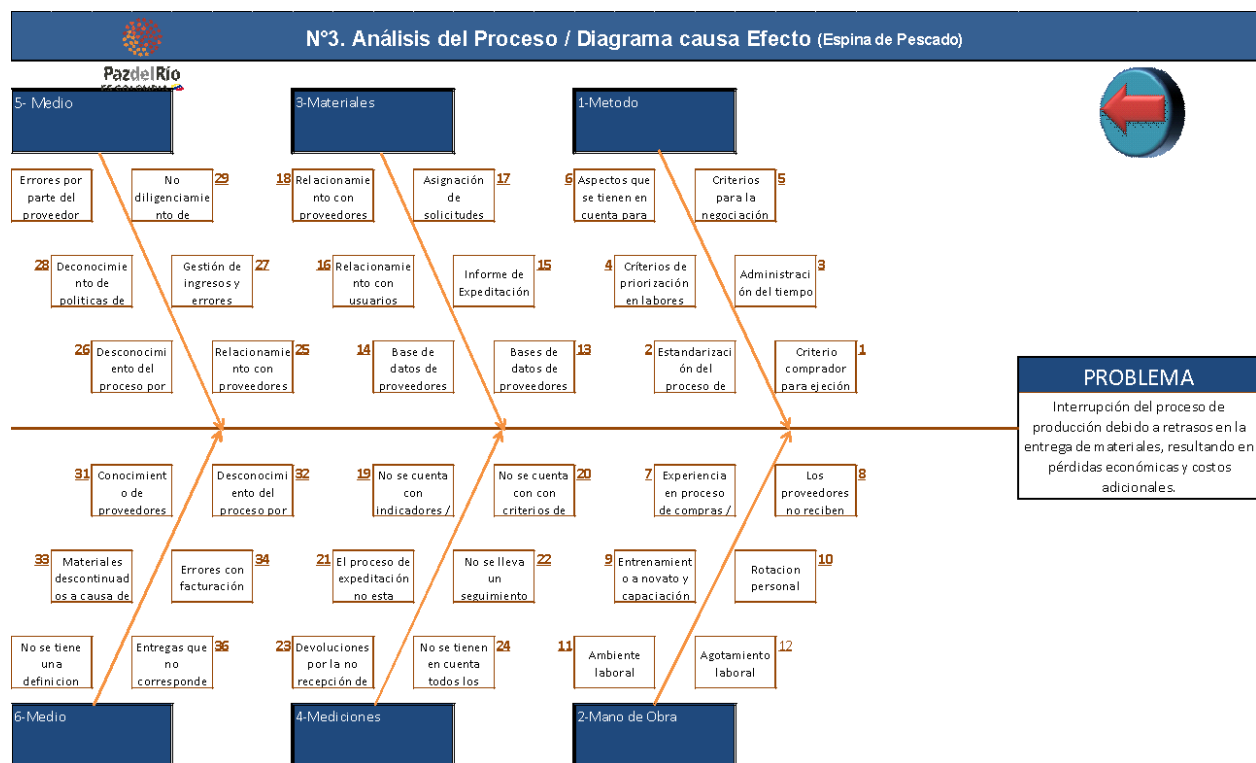 N°3. Análisis del Proceso / Diagrama causa Efecto (Espina de Pescado)
PazdelRío
5- Medio
3-Materiales
1-Metodo
Errores por
parte del
proveedor
No
diligenciamie
nto de
29
18
Relacionamie
nto con
proveedores
Asignación
de
solicitudes
17
6
Aspectos que
se tienen en
cuenta para
Criterios
para la
negociación
5
28
Deconocimie
nto de
politicas de
Gestión de
ingresos y
errores
27
16
Relacionamie
nto con
usuarios
Informe de
Expeditación
15
4
Críterios de
priorización
en labores
Administraci
ón del tiempo
3
26
Desconocimi
ento del
proceso por
Relacionamie
nto con
proveedores
25
14
Base de
datos de
proveedores
Bases de
datos de
proveedores
13
2
Estandarizaci
ón del
proceso de
Criterio
comprador
para ejeción
1
PROBLEMA
Interrupción del proceso de
producción debido a retrasos en la
entrega de materiales, resultando en
pérdidas económicas y costos
adicionales.
31
Conocimient
o de
proveedores
Desconocimi
ento del
proceso por
32
19
No se cuenta
con
indicadores /
No se cuenta
con con
criterios de
20
7
Experiencia
en proceso
de compras /
Los
proveedores
no reciben
8
33
Materiales
descontinuad
os a causa de
Errores con
facturación
34
21
El proceso de
expeditación
no esta
No se lleva
un
seguimiento
22
9
Entrenamient
o a novato y
capaciación
Rotacion
personal
10
No se tiene
una
definicion
Entregas que
no
corresponde
36
23
Devoluciones
por la no
recepción de
No se tienen
en cuenta
todos los
24
11
Ambiente
laboral
Agotamiento
laboral
12
6-Medio
4-Mediciones
2-Mano de Obra